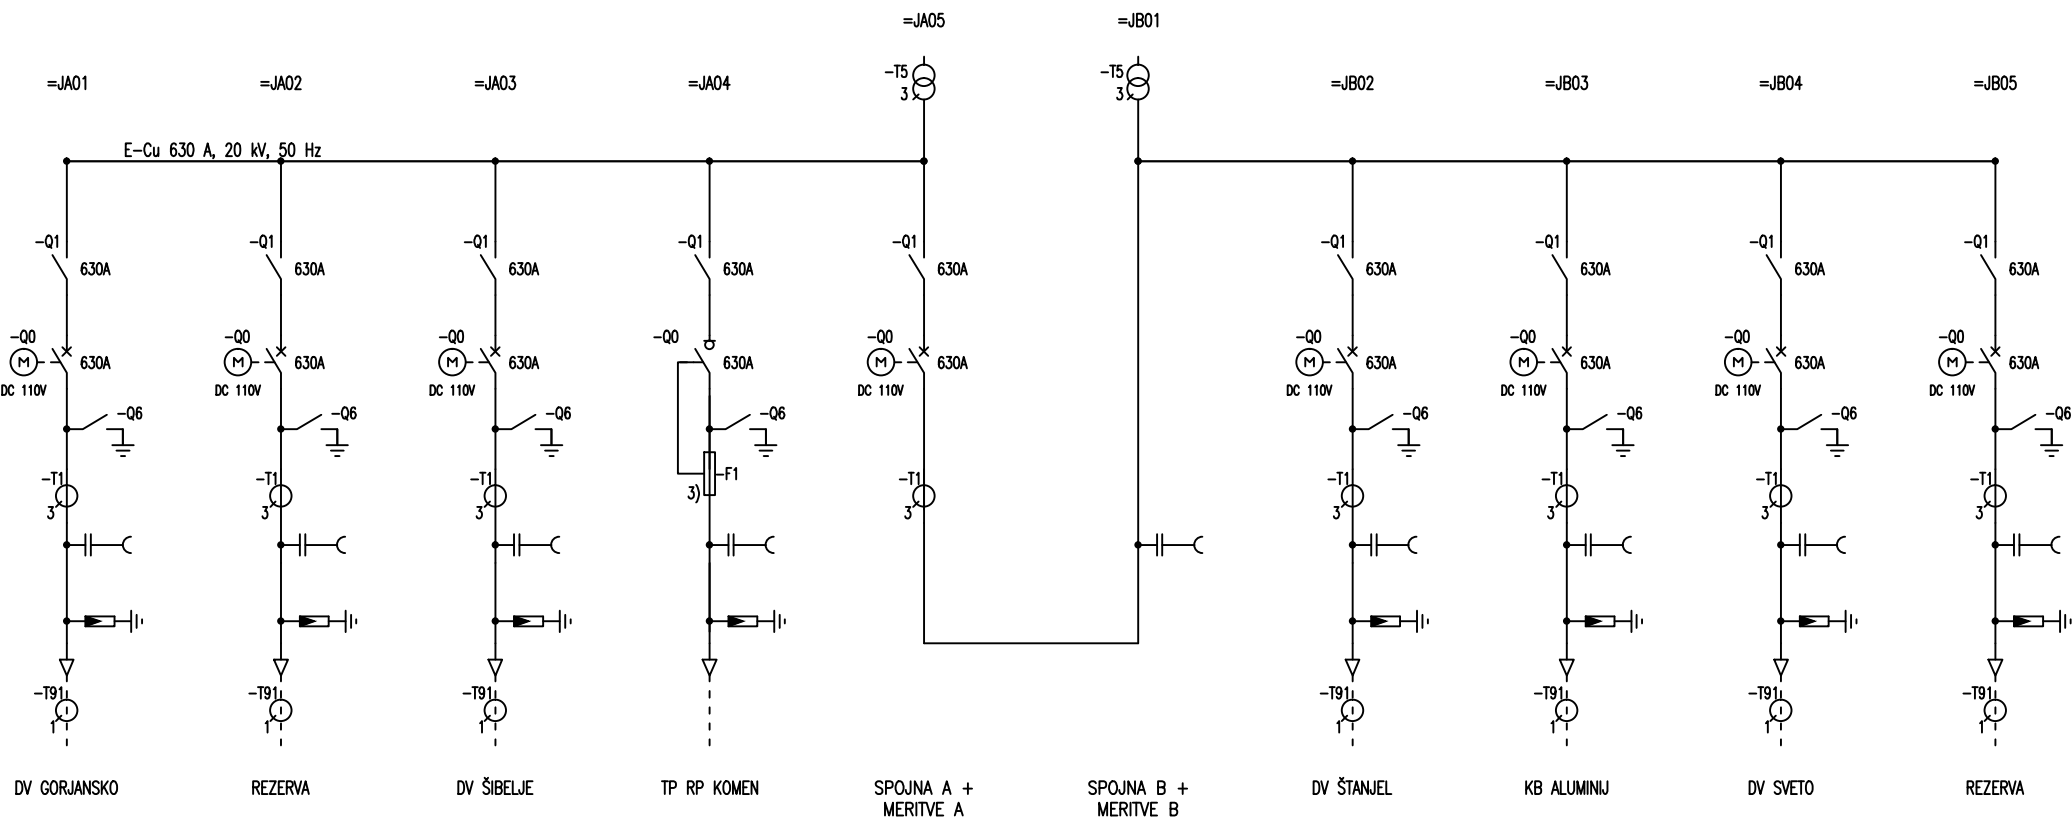 =JA05 =JB01
=JA01 =JA02 =JA03 =JA04 -T5 -T5 =JB02 =JB03 =JB04 =JB05
3 3
E-Cu 630 A, 20 kV, 50 Hz
-Q1 -Q1 -Q1 -Q1 -Q1 -Q1 -Q1 -Q1 -Q1
630A 630A 630A 630A 630A 630A 630A 630A 630A
-Q0 -Q0 -Q0 -Q0 -Q0 -Q0 -Q0 -Q0 -Q0
M 630A M 630A M 630A 630A M 630A M 630A M 630A M 630A M 630A
DC 110V DC 110V DC 110V DC 110V DC 110V DC 110V DC 110V DC 110V
-Q6 -Q6 -Q6 -Q6 -Q6 -Q6 -Q6 -Q6
-T1 -T1 -T1 -F1 -T1 -T1 -T1 -T1 -T1
3 3 3 3) 3 3 3 3 3
-T91 -T91 -T91 -T91 -T91 -T91 -T91
1 1 1 1 1 1 1
DV GORJANSKO REZERVA DV ŠIBELJE TP RP KOMEN SPOJNA A + SPOJNA B + DV ŠTANJEL KB ALUMINIJ DV SVETO REZERVA
MERITVE A MERITVE B